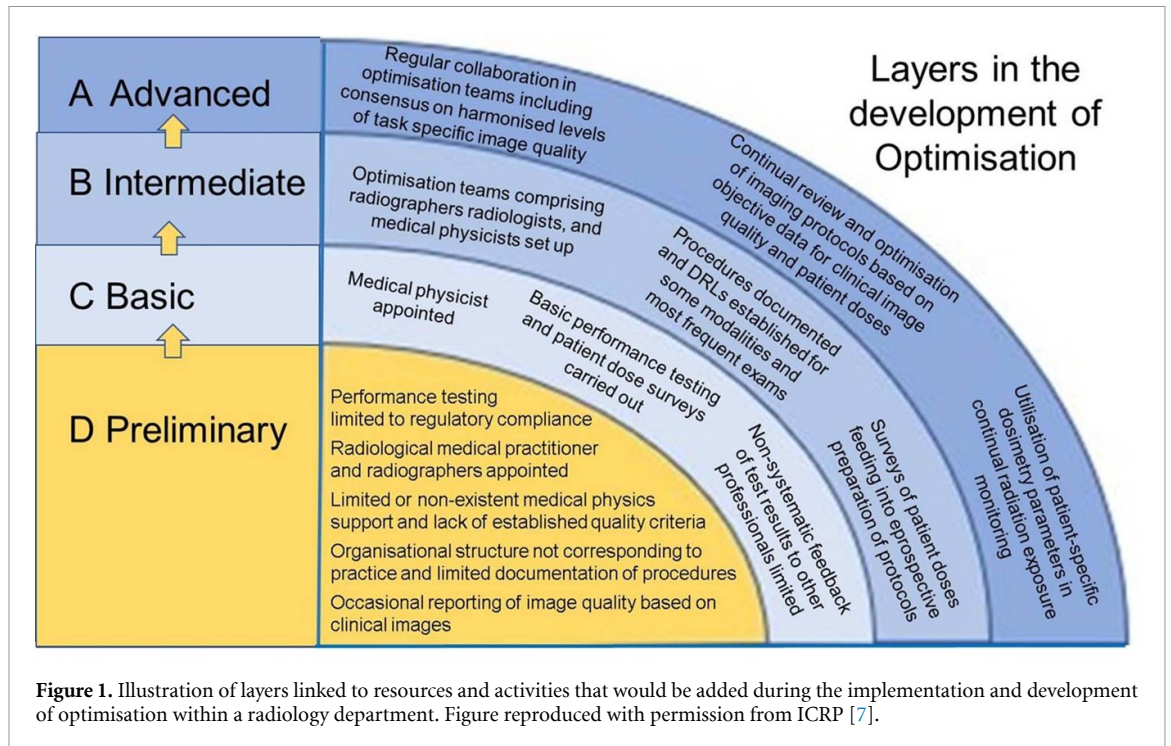 Layers in the
development of
Optimisation
A Advanced
Regular collaboration in
optimisation teams including
consensus on harmonised levels
of task specific image quality
Continual review and optimisation
of imaging protocols based on
objective data for clinical image
quality and patient doses
Utilisation of patient-specific
dosimetry parameters in
continual radiation exposure
monitoring
B Intermediate
Optimisation teams comprising
radiographers radiologists, and
medical physicists set up
Procedures documented
and DRLs established for
some modalities and
most frequent exams
Surveys of patient doses
feeding into eprospective
preparation of protocols
C Basic
Medical physicist
appointed
Basic performance testing
and patient dose surveys
carried out
Non-systematic feedback
of test results to other
professionals limited
D Preliminary
Performance testing
limited to regulatory compliance
Radiological medical practitioner
and radiographers appointed
Limited or non-existent medical physics
support and lack of established quality criteria
Organisational structure not corresponding to
practice and limited documentation of procedures
Occasional reporting of image quality based on
clinical images
Figure 1. Illustration of layers linked to resources and activities that would be added during the implementation and development
of optimisation within a radiology department. Figure reproduced with permission from ICRP [7].